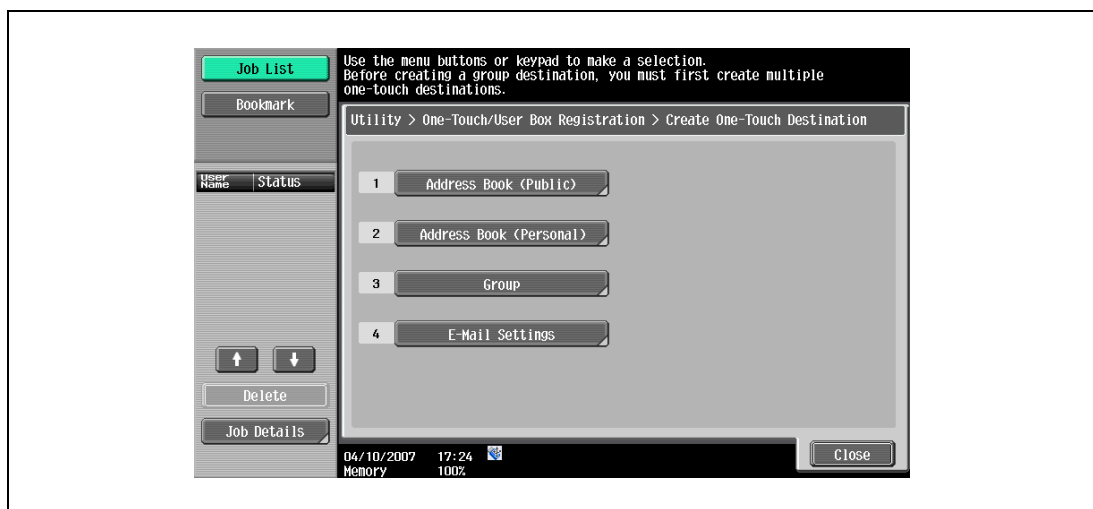 Job List
Bookmark
User Name
Status
Delete
Job Details
Use the menu buttons or keypad to make a selection.
Before creating a group destination, you must first create multiple
one-touch destinations.
Utility > One-Touch/User Box Registration > Create One-Touch Destination
1 Address Book (Public)
2 Address Book (Personal)
3 Group
4 E-Mail Settings
04/10/2007 17:24
Memory 100%
Close